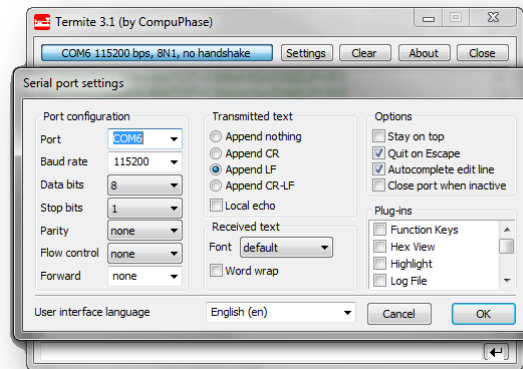 Termite 3.1 (by CompuPhase)
COM6 115200 bps, 8N1, no handshake
Settings
Clear
About
Close
Serial port settings
Port configuration
Port
COM6
Baud rate
115200
Data bits
8
Stop bits
1
Parity
none
Flow control
none
Forward
none
Transmitted text
Append nothing
Append CR
Append LF
Append CR-LF
Local echo
Received text
Font
default
Word wrap
Options
Stay on top
Quit on Escape
Autocomplete edit line
Close port when inactive
Plug-ins
Function Keys
Hex View
Highlight
Log File
User interface language
English (en)
Cancel
OK